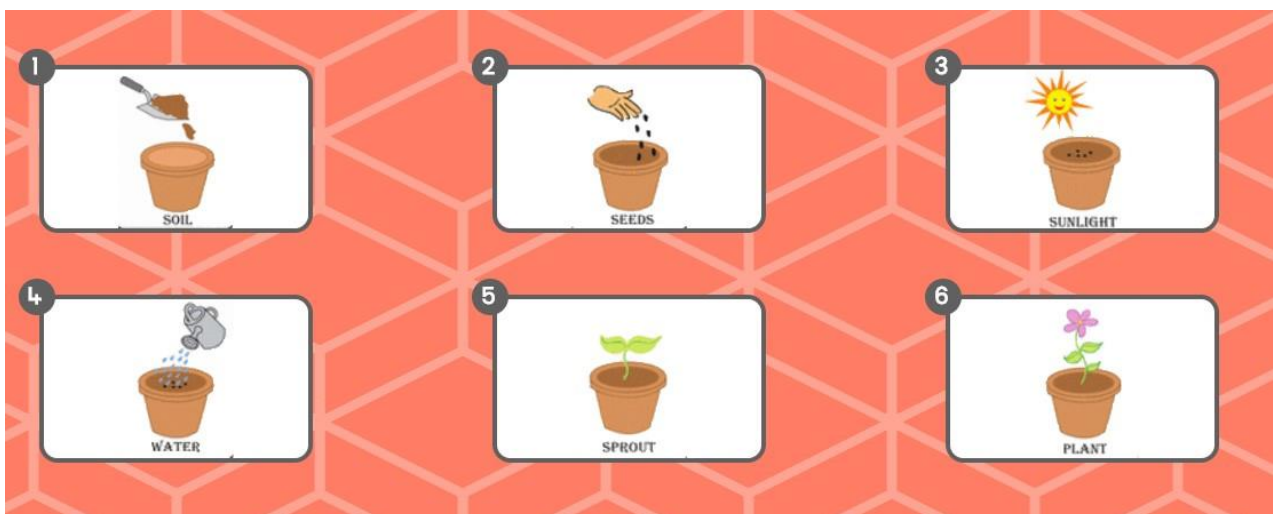 1
SOIL
2
SEEDS
3
SUNLIGHT
4
WATER
5
SPROUT
6
PLANT